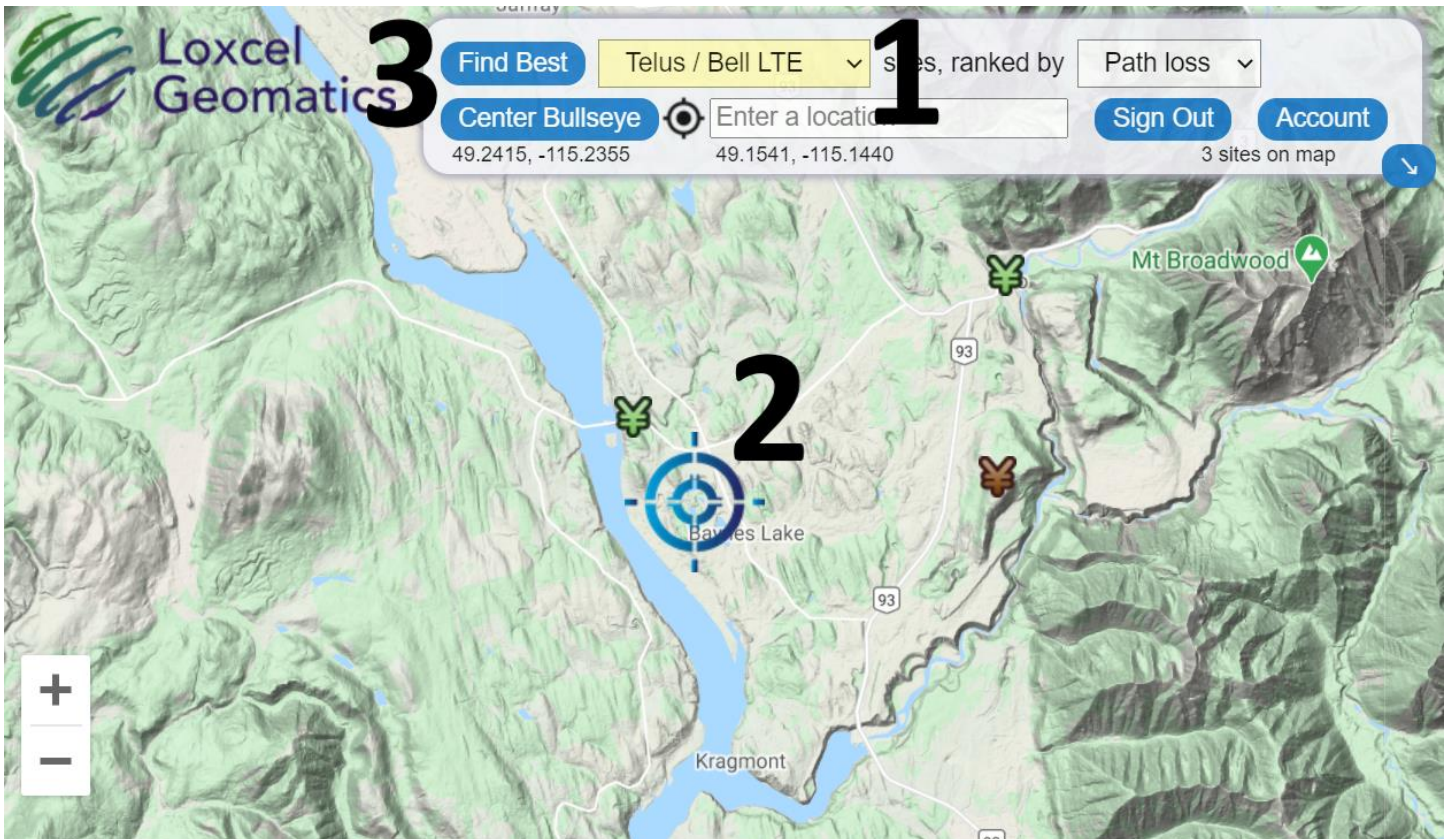 Loxcel
Geomatics
3
Find Best
Telus / Bell LTE
1
ranked by
Path loss
Center Bullseye
Enter a location
Sign Out
Account
49.2415, -115.2355
49.1541, -115.1440
3 sites on map
Mt Broadwood
93
2
Baynes Lake
93
Kragmont
+
−